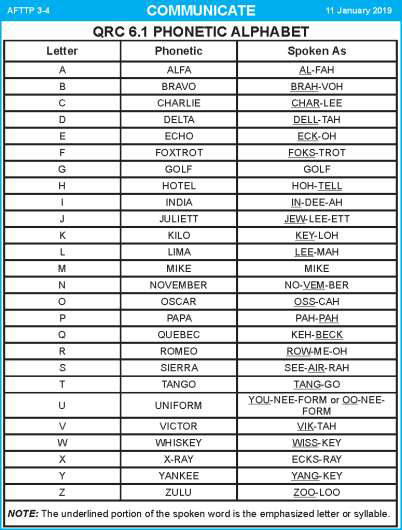 AFTTP 3-4 COMMUNICATE 11 January 2019
QRC 6.1 PHONETIC ALPHABET
Letter Phonetic Spoken As
A ALFA AL-FAH
B BRAVO BRAH-VOH
C CHARLIE CHAR-LEE
D DELTA DELL-TAH
E ECHO ECK-OH
F FOXTROT FOKS-TROT
G GOLF GOLF
H HOTEL HOH-TELL
I INDIA IN-DEE-AH
J JULIETT JEW-LEE-ETT
K KILO KEY-LOH
L LIMA LEE-MAH
M MIKE MIKE
N NOVEMBER NO-VEM-BER
O OSCAR OSS-CAH
P PAPA PAH-PAH
Q QUEBEC KEH-BECK
R ROMEO ROW-ME-OH
S SIERRA SEE-AIR-RAH
T TANGO TANG-GO
U UNIFORM YOU-NEE-FORM or OO-NEE-
FORM
V VICTOR VIK-TAH
W WHISKEY WISS-KEY
X X-RAY ECKS-RAY
Y YANKEE YANG-KEY
Z ZULU ZOO-LOO
NOTE: The underlined portion of the spoken word is the emphasized letter or syllable.